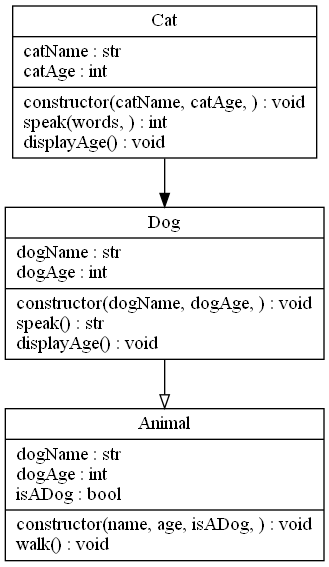 Cat
catName : str
catAge : int
constructor(catName, catAge, ) : void
speak(words, ) : int
displayAge() : void
Dog
dogName : str
dogAge : int
constructor(dogName, dogAge, ) : void
speak() : str
displayAge() : void
Animal
dogName : str
dogAge : int
isADog : bool
constructor(name, age, isADog, ) : void
walk() : void